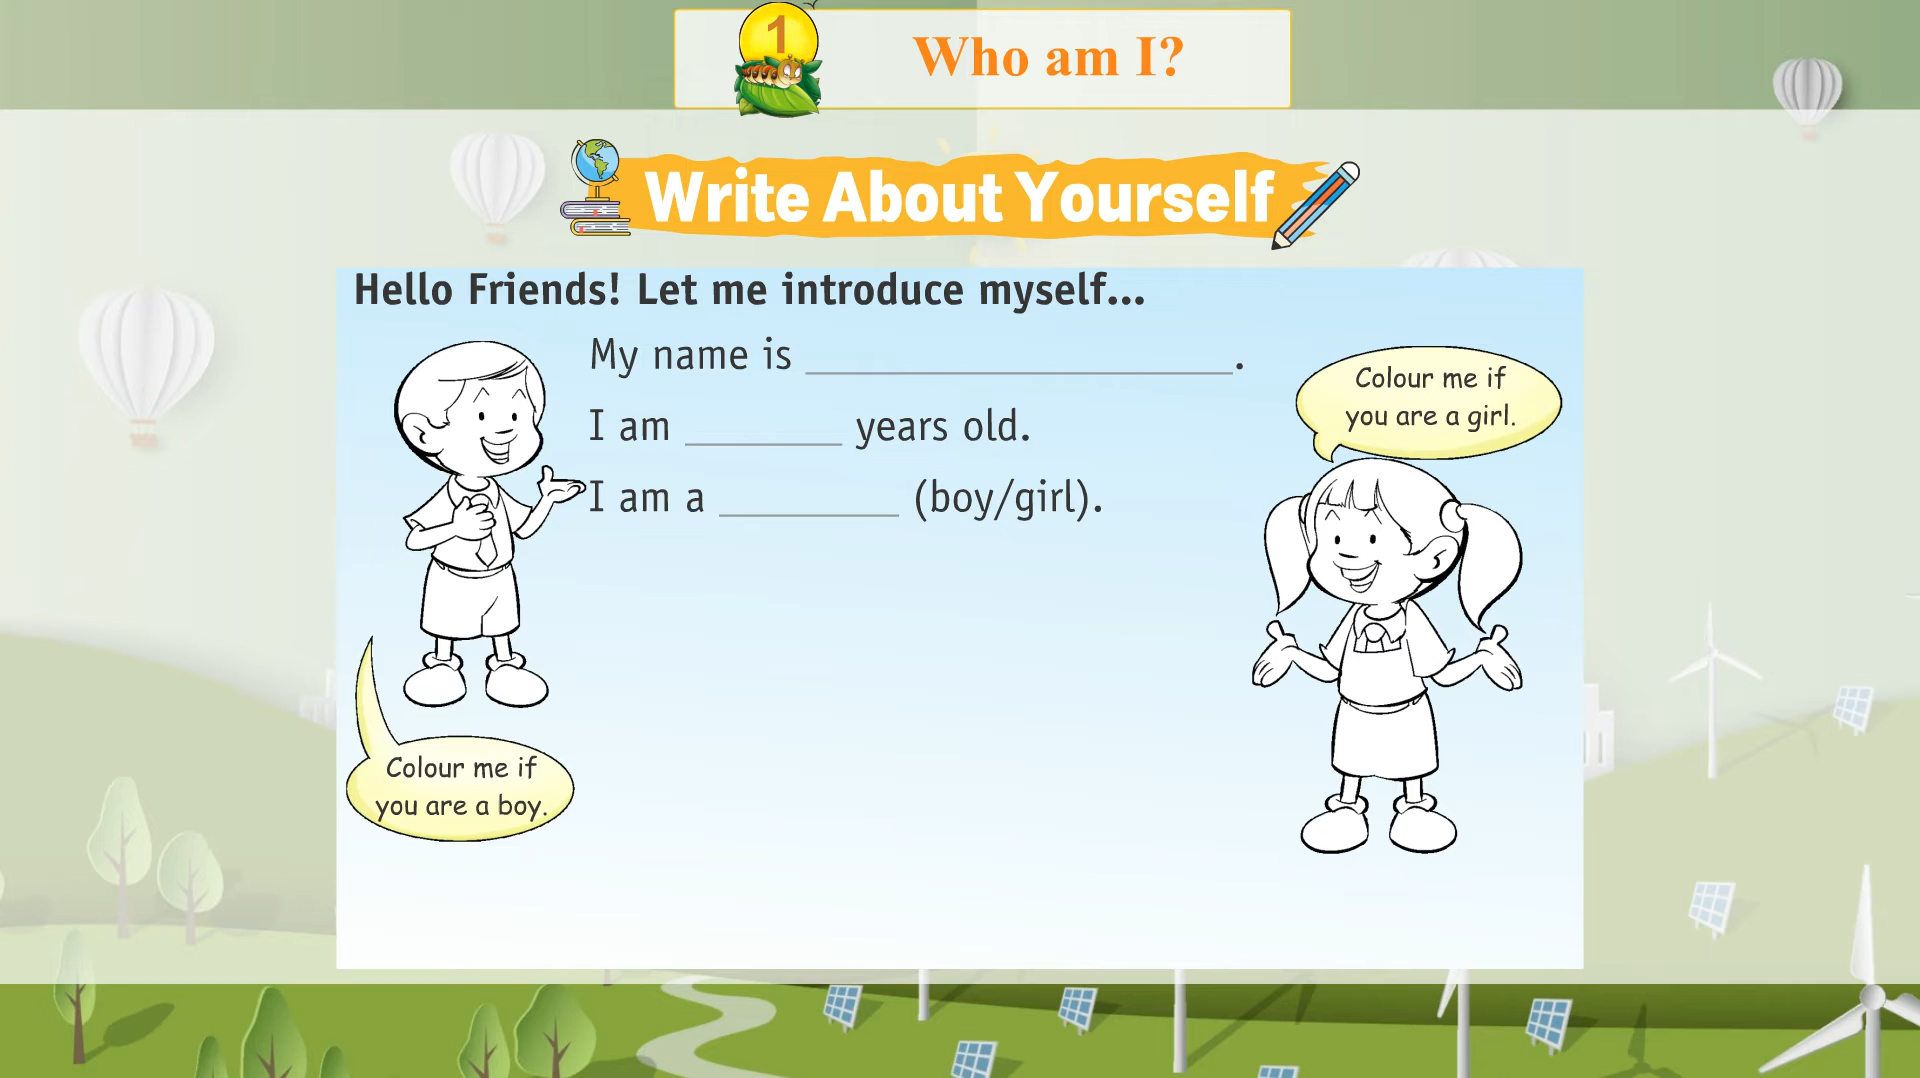 1
Who am I?
Write About Yourself
Hello Friends! Let me introduce myself...
My name is ____________________.
I am ________ years old.
I am a ________ (boy/girl).
Colour me if
you are a girl.
Colour me if
you are a boy.